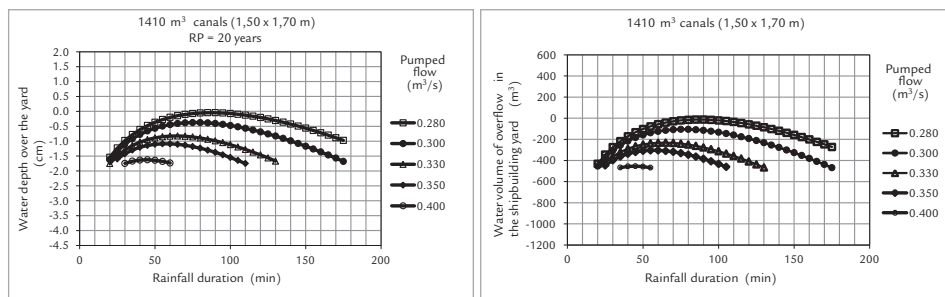 1410 m³ canals (1,50 x 1,70 m)
RP = 20 years
Water depth over the yard
(cm)
2.0
1.5
1.0
0.5
0.0
-0.5
-1.0
-1.5
-2.0
-2.5
-3.0
-3.5
-4.0
-4.5
0
50
100
150
200
Rainfall duration (min)
Pumped
flow
(m³/s)
0.280
0.300
0.330
0.350
0.400
1410 m³ canals (1,50 x 1,70 m)
Water volume of overflow in
the shipbuilding yard (m³)
600
400
200
0
-200
-400
-600
-800
-1000
-1200
0
50
100
150
200
Rainfall duration (min)
Pumped
flow
(m³/s)
0.280
0.300
0.330
0.350
0.400